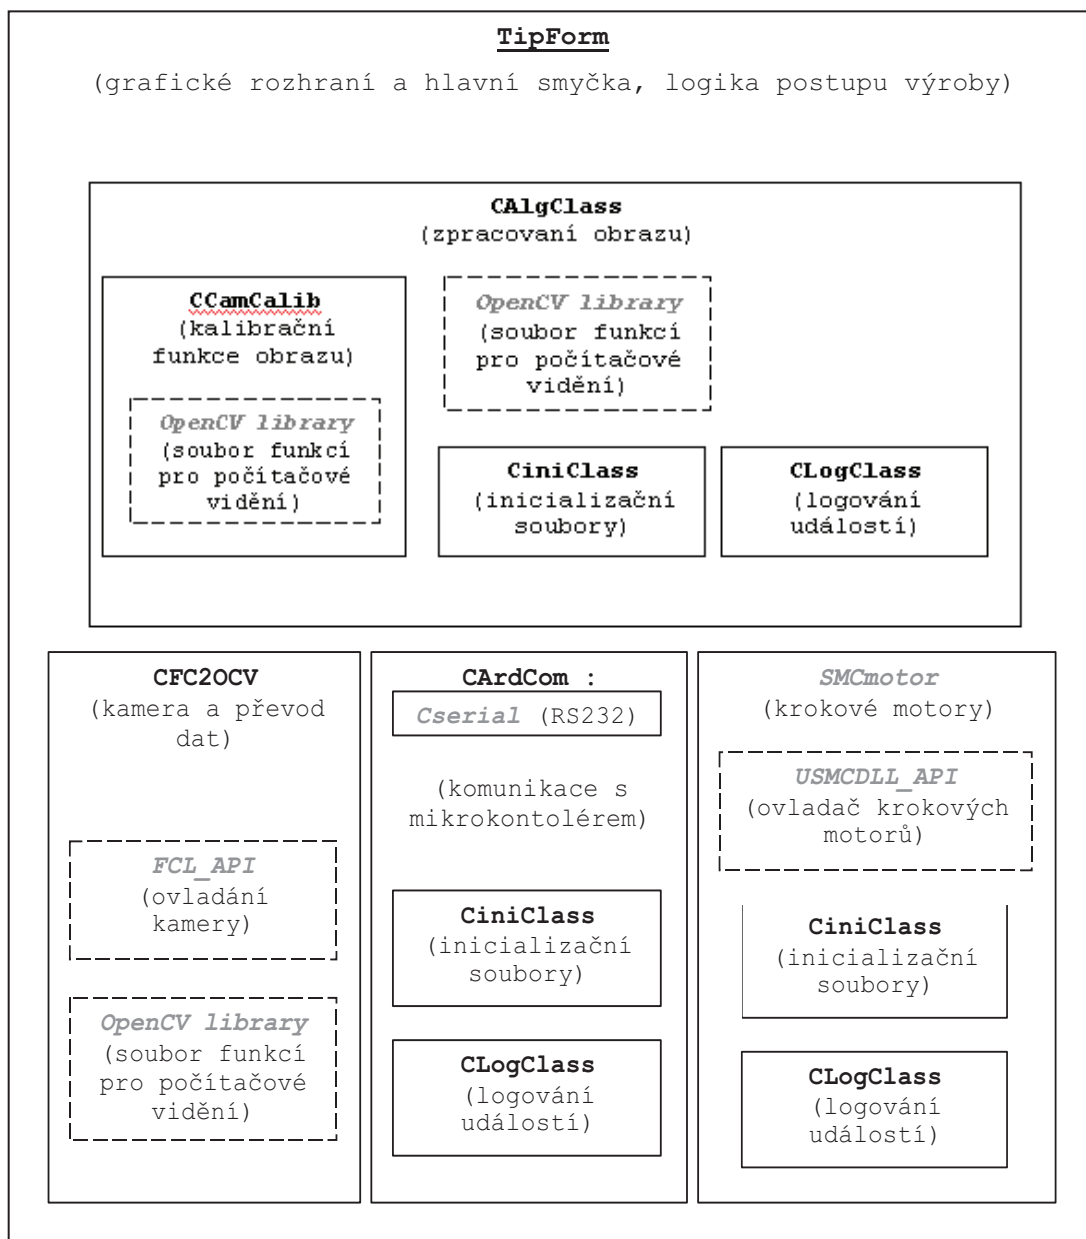 TipForm
(grafické rozhraní a hlavní smyčka, logika postupu výroby)
CAlgClass
(zpracovaní obrazu)
CCamCalib
(kalibrační
funkce obrazu)
OpenCV library
(soubor funkcí
pro počítačové
vidění)
OpenCV library
(soubor funkcí
pro počítačové
vidění)
CiniClass
(inicializační
soubory)
CLogClass
(logování
událostí)
CFC2OCV
(kamera a převod
dat)
FCL_API
(ovládání
kamery)
OpenCV library
(soubor funkcí
pro počítačové
vidění)
CArdCom :
Cserial (RS232)
(komunikace s
mikrokontolérem)
CiniClass
(inicializační
soubory)
CLogClass
(logování
událostí)
SMCmotor
(krokové motory)
USMCDLL_API
(ovladač krokových
motorů)
CiniClass
(inicializační
soubory)
CLogClass
(logování
událostí)